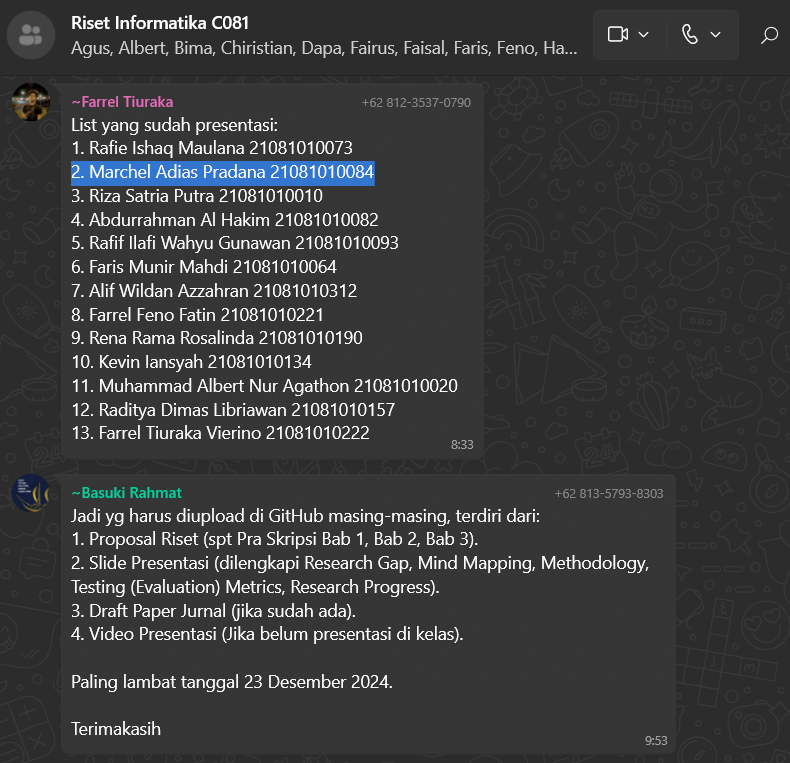 Riset Informatika C081
Agus, Albert, Bima, Chiristian, Dapa, Fairus, Faisal, Faris, Feno, Ha...
~Farrel Tiuraka +62 812-3537-0790
List yang sudah presentasi:
1. Rafie Ishaq Maulana 21081010073
2. Marchel Adias Pradana 21081010084
3. Riza Satria Putra 21081010010
4. Abdurrahman Al Hakim 21081010082
5. Rafif Ilafi Wahyu Gunawan 21081010093
6. Faris Munir Mahdi 21081010064
7. Alif Wildan Azzahran 21081010312
8. Farrel Feno Fatin 21081010221
9. Rena Rama Rosalinda 21081010190
10. Kevin Iansyah 21081010134
11. Muhammad Albert Nur Agathon 21081010020
12. Raditya Dimas Libriawan 21081010157
13. Farrel Tiuraka Vierino 21081010222
8:33
~Basuki Rahmat +62 813-5793-8303
Jadi yg harus diupload di GitHub masing-masing, terdiri dari:
1. Proposal Riset (spt Pra Skripsi Bab 1, Bab 2, Bab 3).
2. Slide Presentasi (dilengkapi Research Gap, Mind Mapping, Methodology,
Testing (Evaluation) Metrics, Research Progress).
3. Draft Paper Jurnal (jika sudah ada).
4. Video Presentasi (Jika belum presentasi di kelas).
Paling lambat tanggal 23 Desember 2024.
Terimakasih
9:53